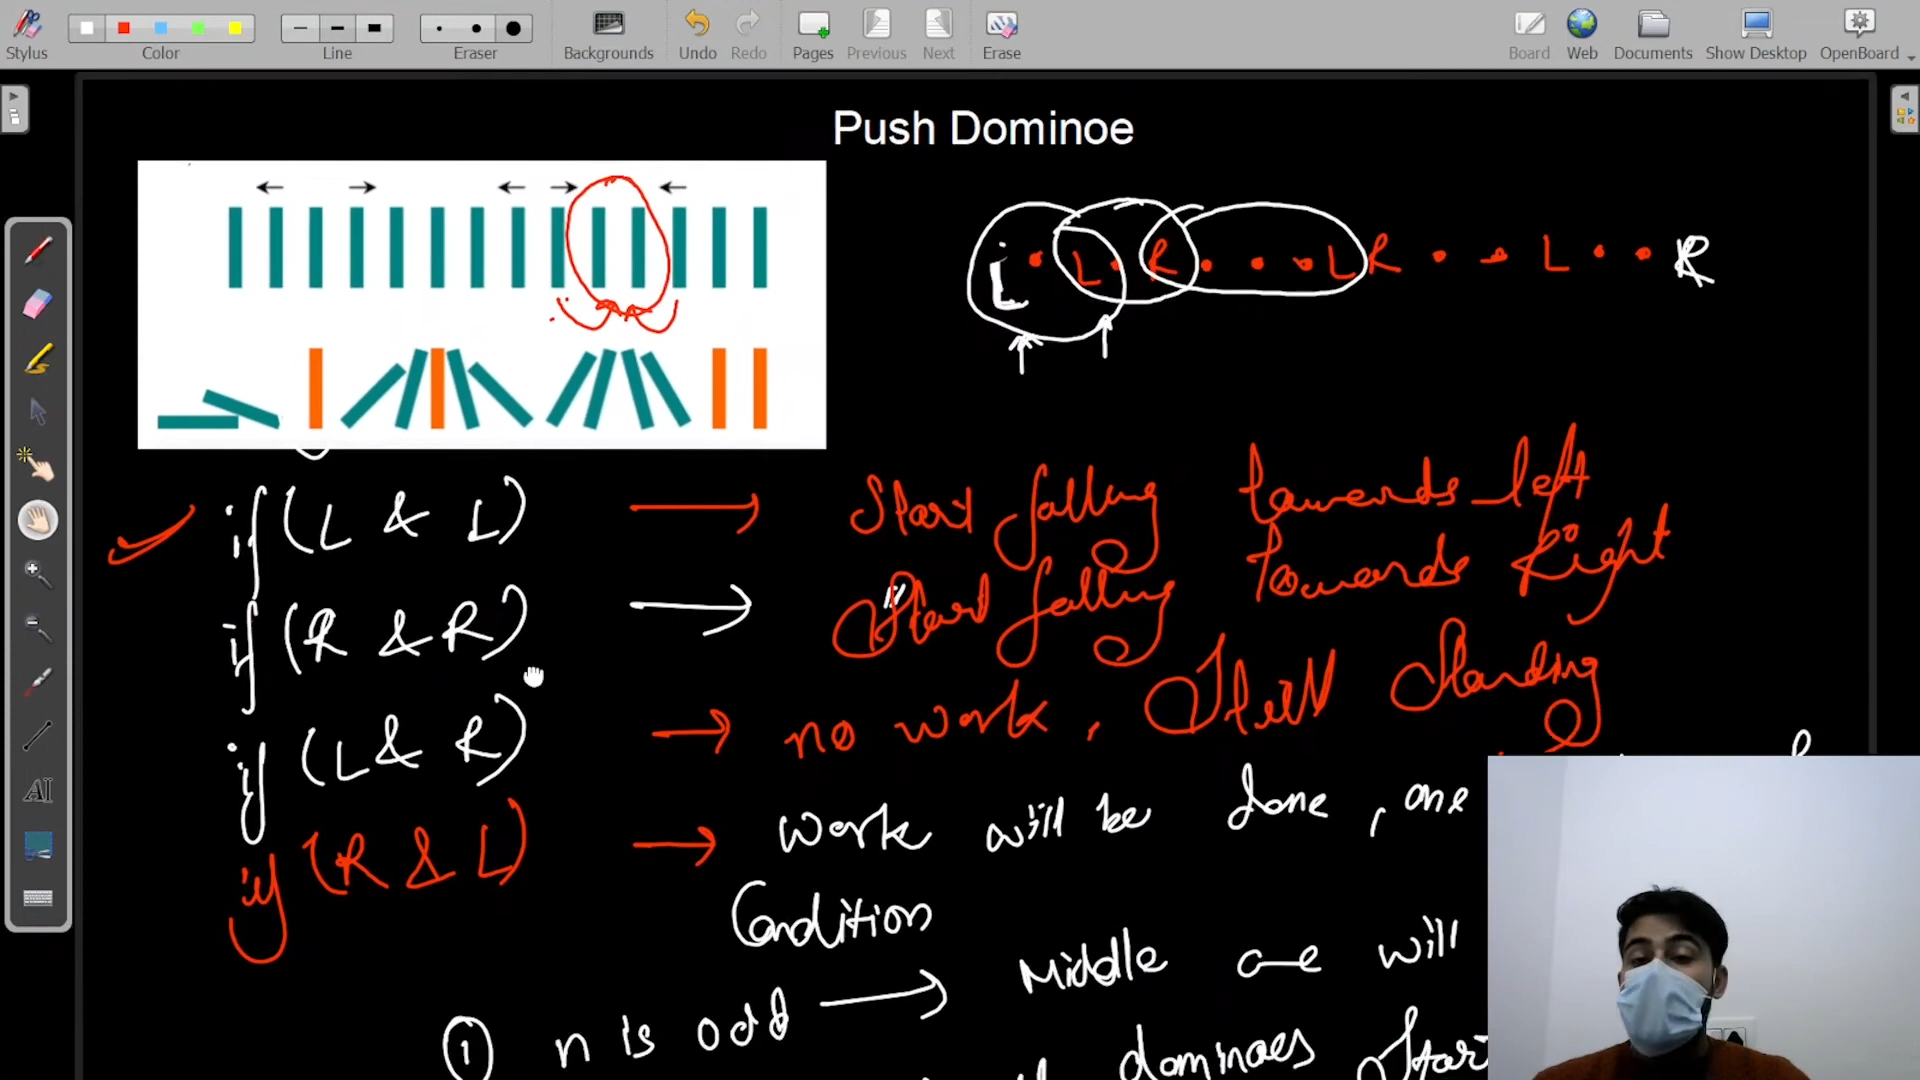 Stylus Color Line Eraser Backgrounds Undo Redo Pages Previous Next Erase Board Web Documents Show Desktop OpenBoard
Push Dominoe
L . L . R . . . L R . . L . . R
if (L & L) → Start falling towards left
if (R & R) → Start falling towards Right
if (L & R) → no work, Still Standing
if (R & L) → Work will be done, one
Condition
① n is odd → Middle one will
dominoes Start
AI